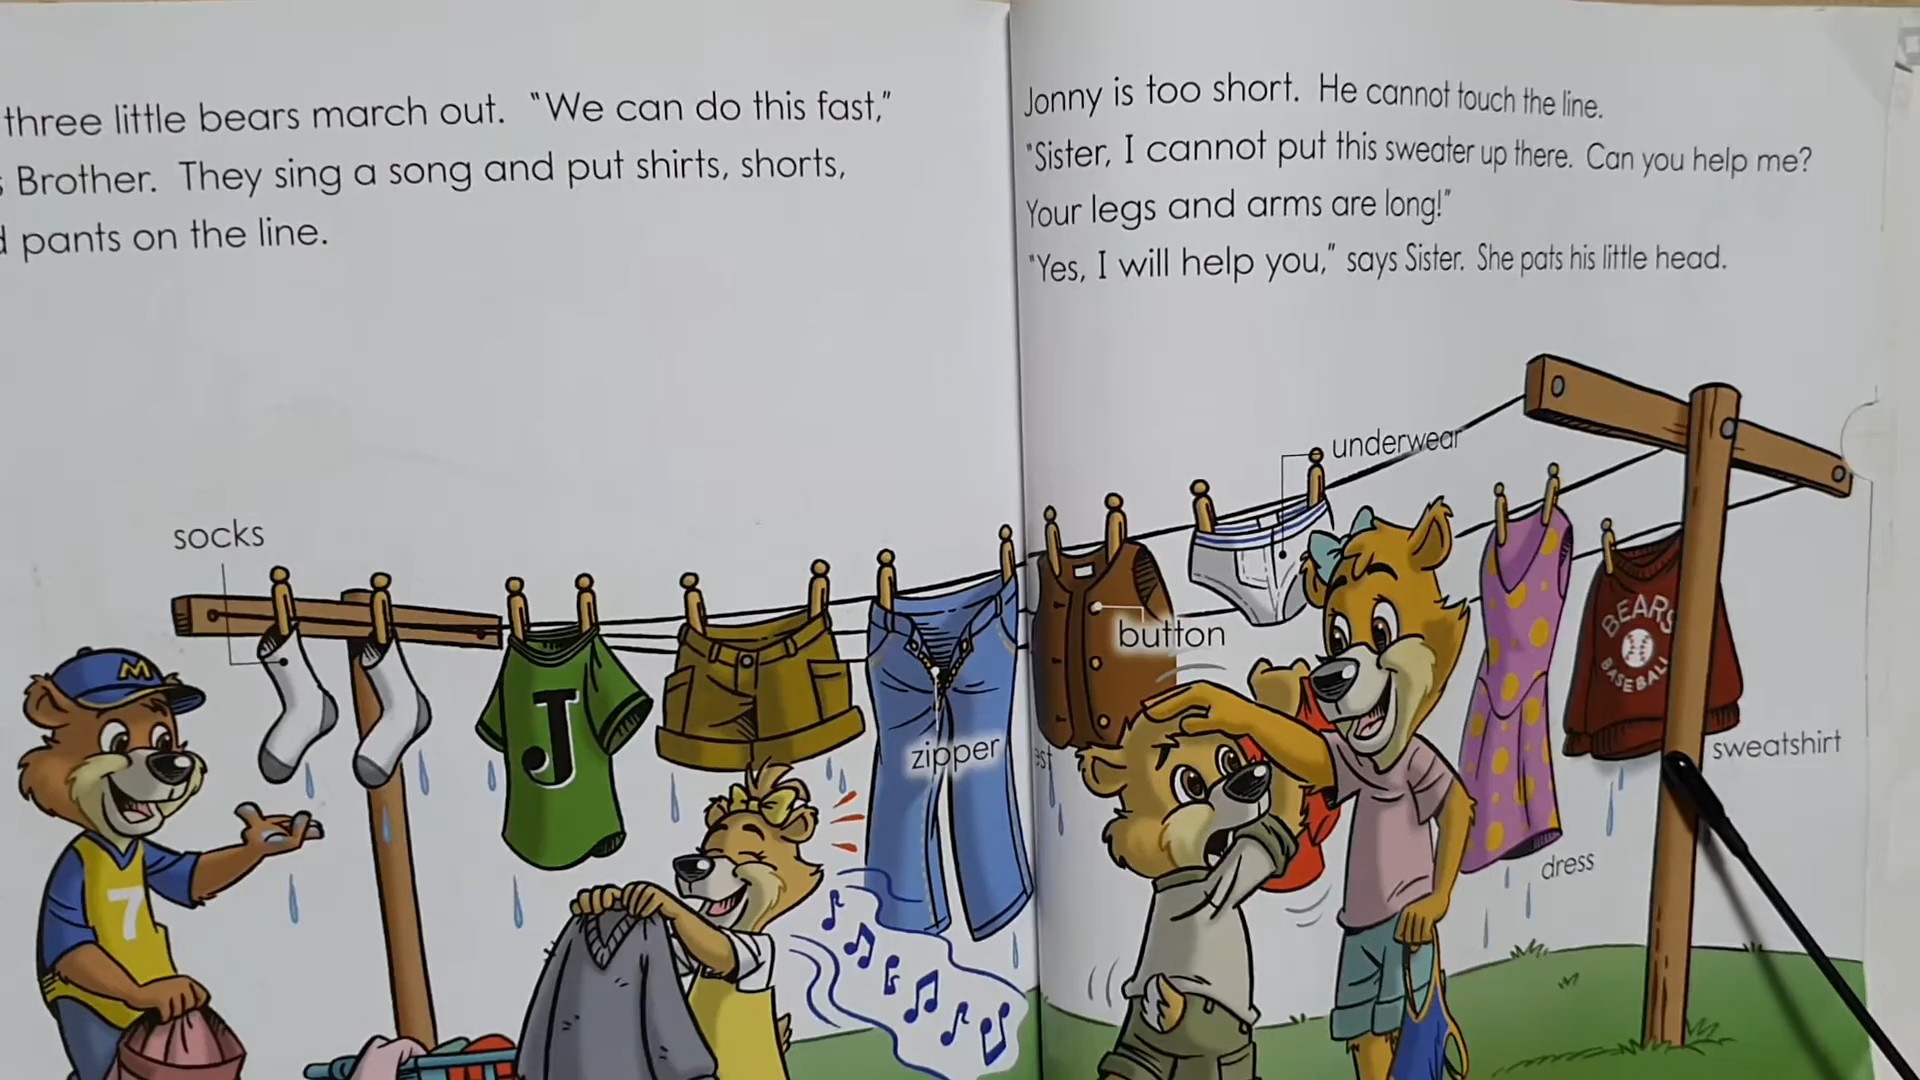 three little bears march out. "We can do this fast,"
Brother. They sing a song and put shirts, shorts,
pants on the line.
Jonny is too short. He cannot touch the line.
"Sister, I cannot put this sweater up there. Can you help me?
Your legs and arms are long!"
"Yes, I will help you," says Sister. She pats his little head.
underwear
socks
button
zipper
sweatshirt
dress
M
7
J
BEARS
BASEBALL